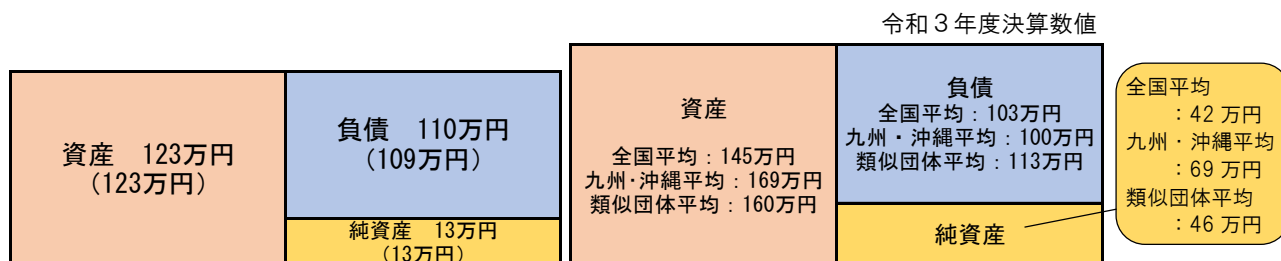 令和３年度決算数値
資産　123万円
(123万円)
負債　110万円
(109万円)
純資産　13万円
(13万円)
資産
全国平均：145万円
九州･沖縄平均：169万円
類似団体平均：160万円
負債
全国平均：103万円
九州・沖縄平均：100万円
類似団体平均：113万円
純資産
全国平均
：42 万円
九州・沖縄平均
：69 万円
類似団体平均
：46 万円